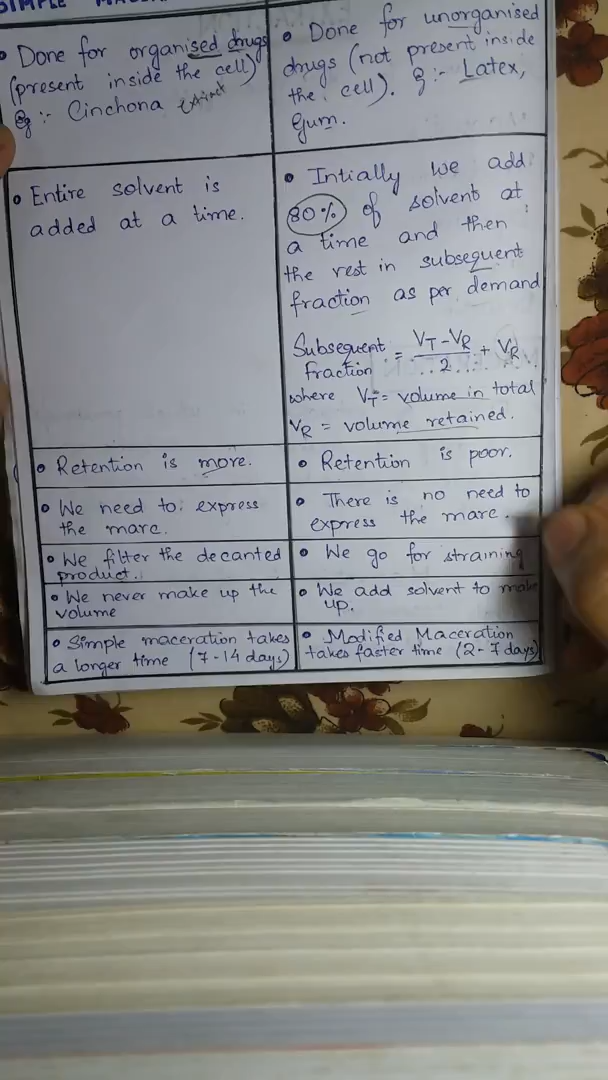 SIMPLE
• Done for organised drugs
(present inside the cell)
Eg :- Cinchona
• Done for unorganised
drugs (not present inside
the cell). Eg :- Latex,
Gum.
• Entire solvent is
added at a time.
• Intially we add
80% of solvent at
a time and then
the rest in subsequent
fraction as per demand
Subsequent fraction = (VT - VR)/2 + VR
where VT = volume in total
VR = volume retained.
• Retention is more.
• Retention is poor.
• We need to express
the marc.
• There is no need to
express the marc.
• We filter the decanted
product.
• We go for straining
• We never make up the
volume
• We add solvent to make
up.
• Simple maceration takes
a larger time (7-14 days)
• Modified Maceration
takes faster time (2-7 days)